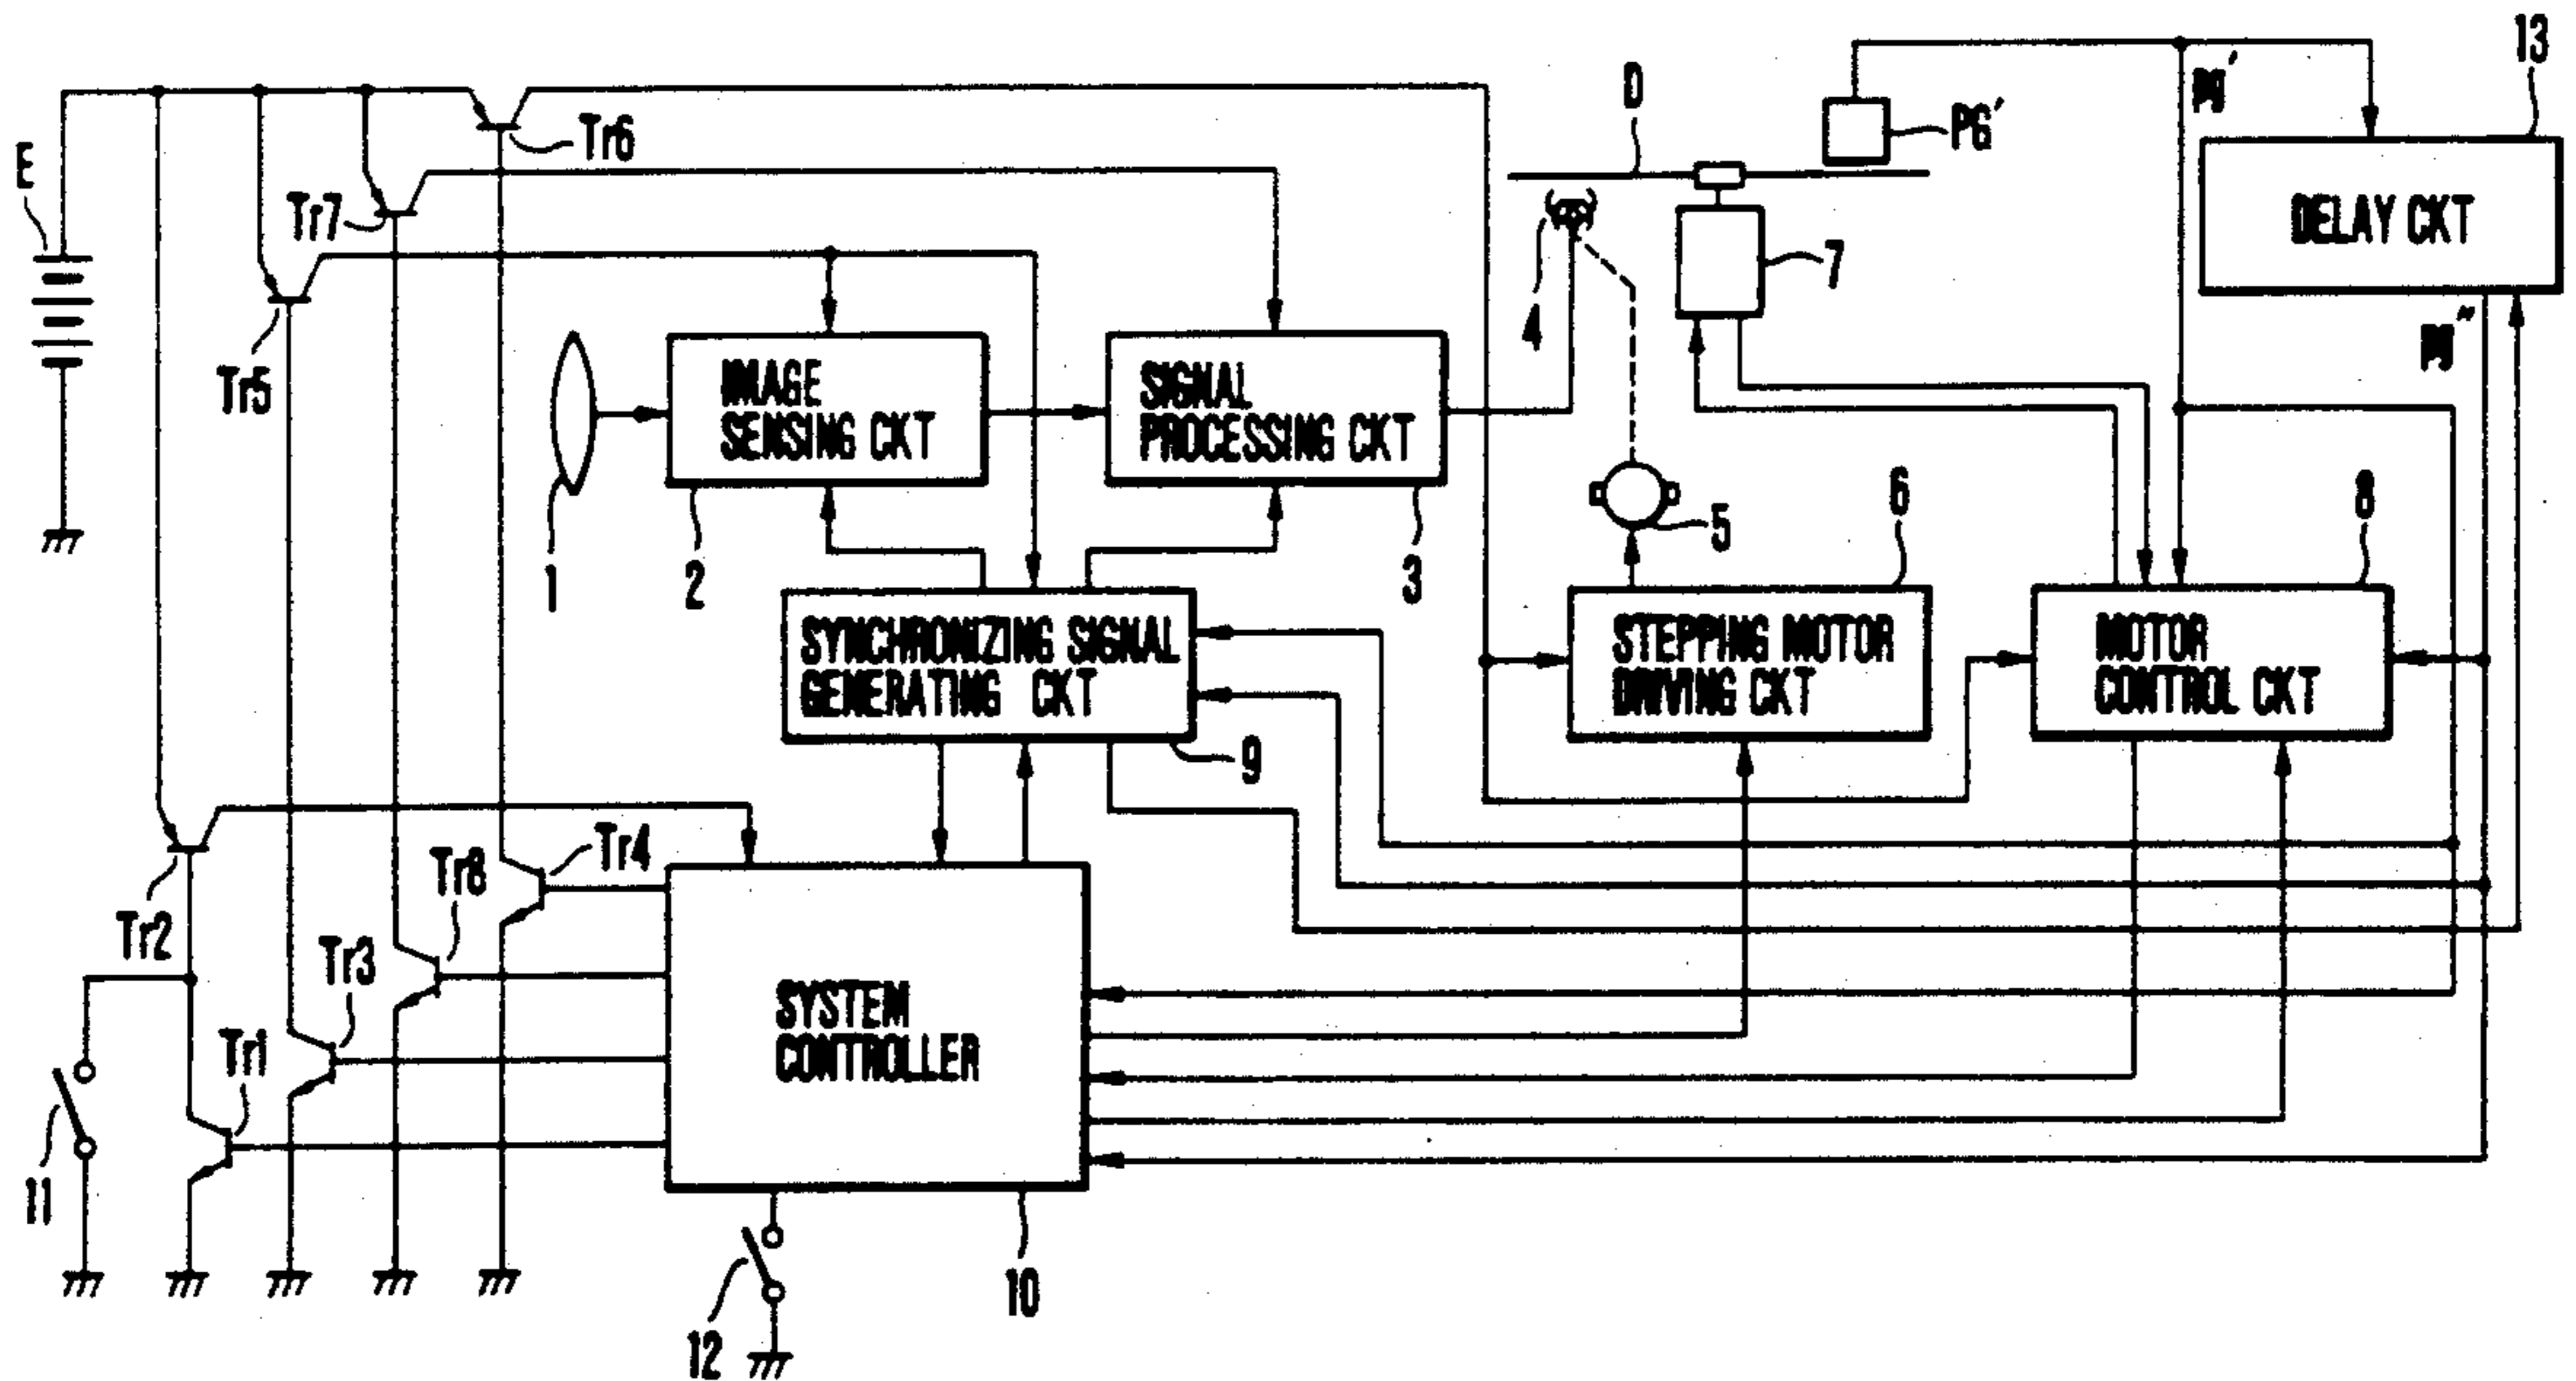 13
D
PG'
Pg'
E
Tr6
Tr7
DELAY CKT
4
7
Pg"
Tr5
IMAGE
SENSING CKT
SIGNAL
PROCESSING CKT
1
2
3
5
6
8
SYNCHRONIZING SIGNAL
GENERATING CKT
STEPPING MOTOR
DRIVING CKT
MOTOR
CONTROL CKT
9
Tr2
Tr8
Tr4
Tr3
Tr1
SYSTEM
CONTROLLER
11
12
10